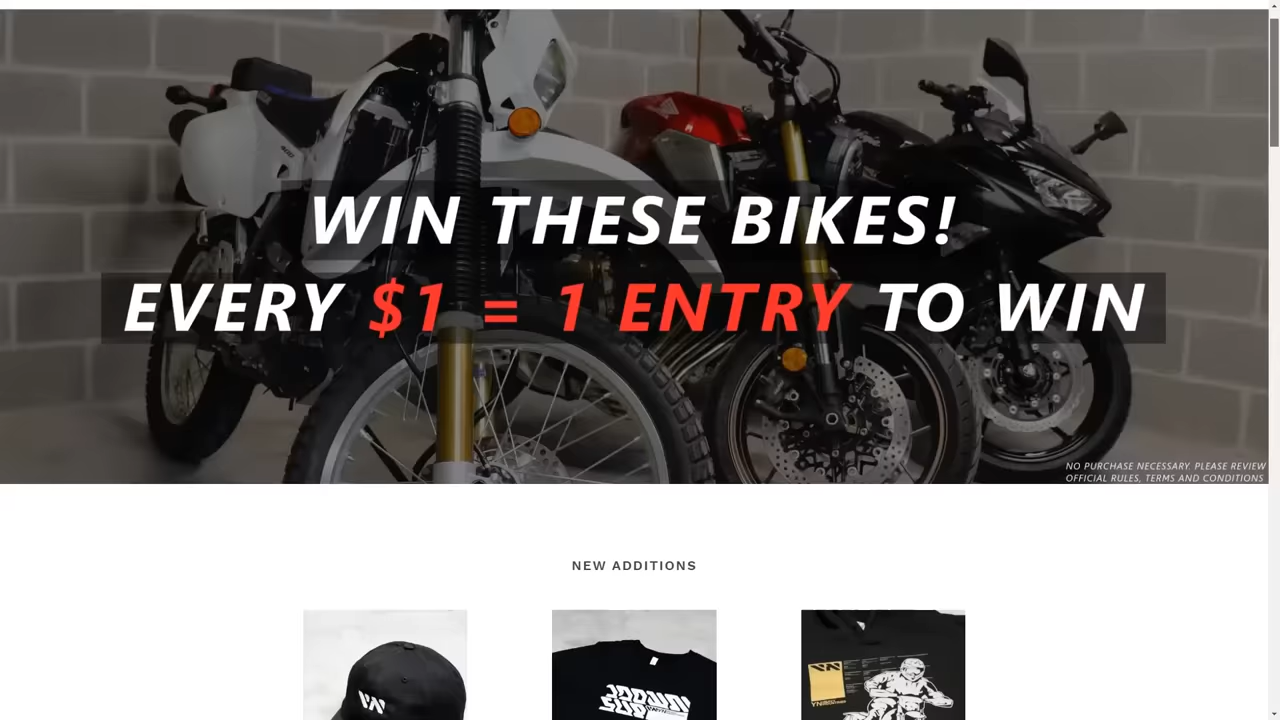 WIN THESE BIKES!
EVERY $1 = 1 ENTRY TO WIN
NO PURCHASE NECESSARY. PLEASE REVIEW
OFFICIAL RULES, TERMS AND CONDITIONS
NEW ADDITIONS